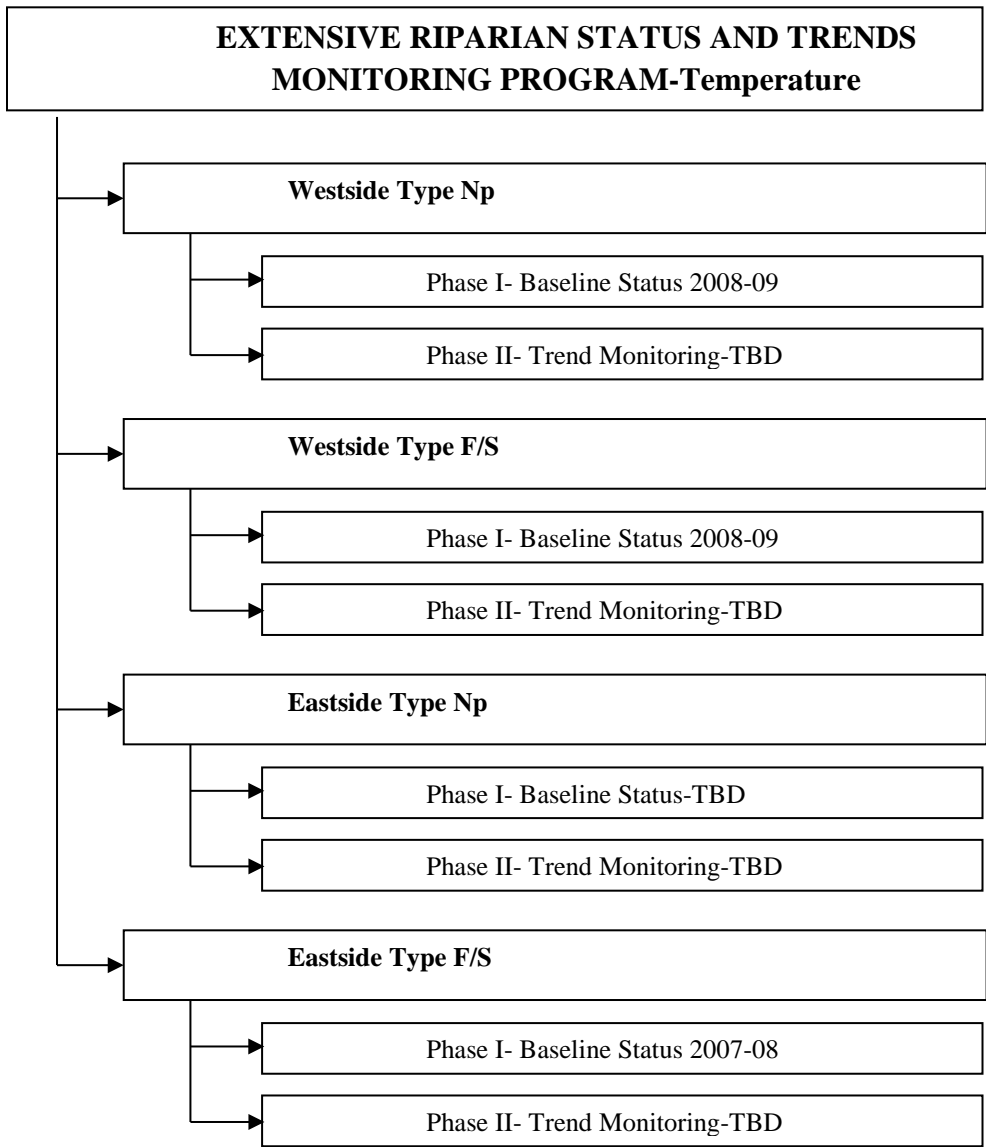 EXTENSIVE RIPARIAN STATUS AND TRENDS
MONITORING PROGRAM-Temperature
Westside Type Np
Phase I- Baseline Status 2008-09
Phase II- Trend Monitoring-TBD
Westside Type F/S
Phase I- Baseline Status 2008-09
Phase II- Trend Monitoring-TBD
Eastside Type Np
Phase I- Baseline Status-TBD
Phase II- Trend Monitoring-TBD
Eastside Type F/S
Phase I- Baseline Status 2007-08
Phase II- Trend Monitoring-TBD